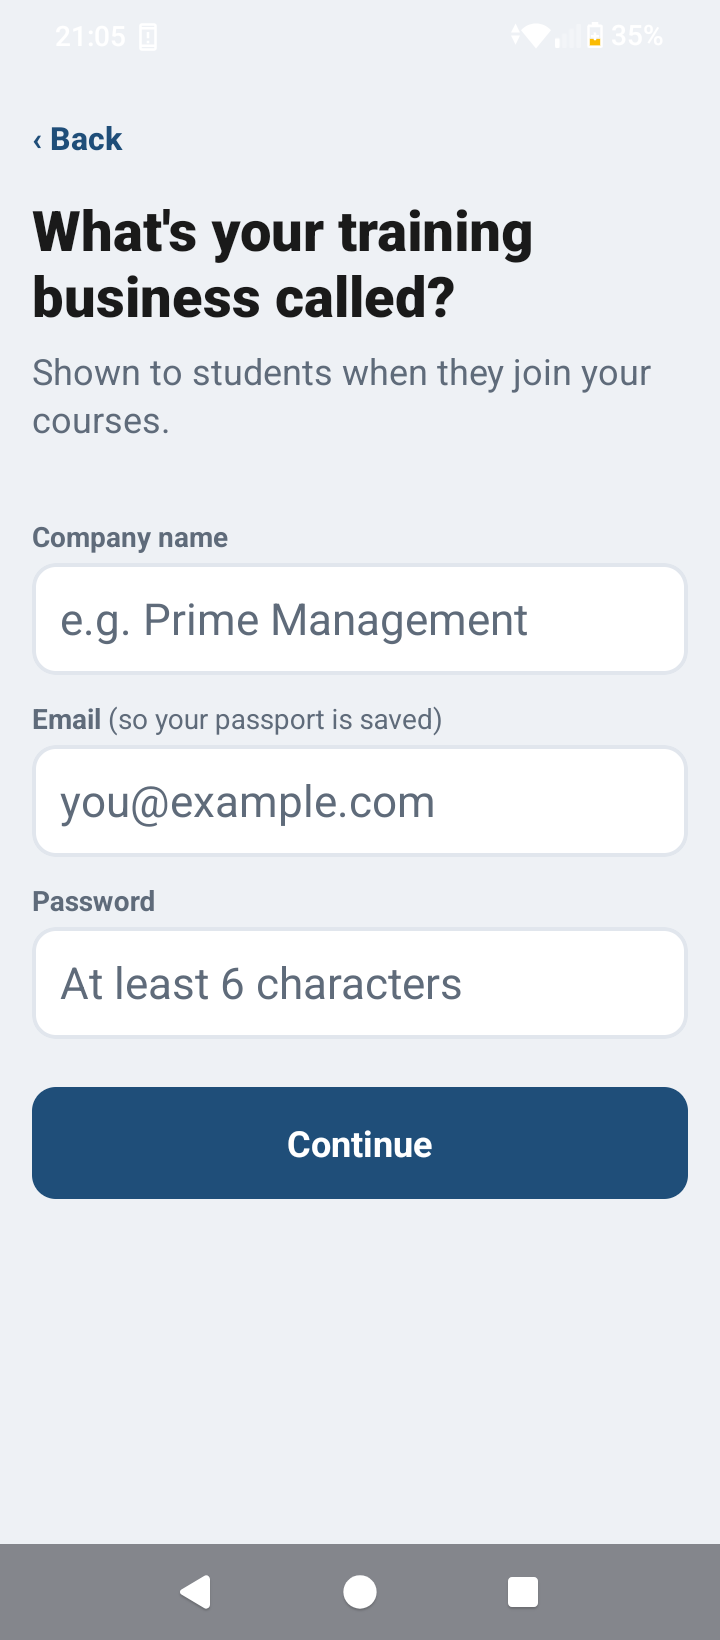 21:05
35%
‹ Back
What's your training
business called?
Shown to students when they join your
courses.
Company name
e.g. Prime Management
Email (so your passport is saved)
you@example.com
Password
At least 6 characters
Continue